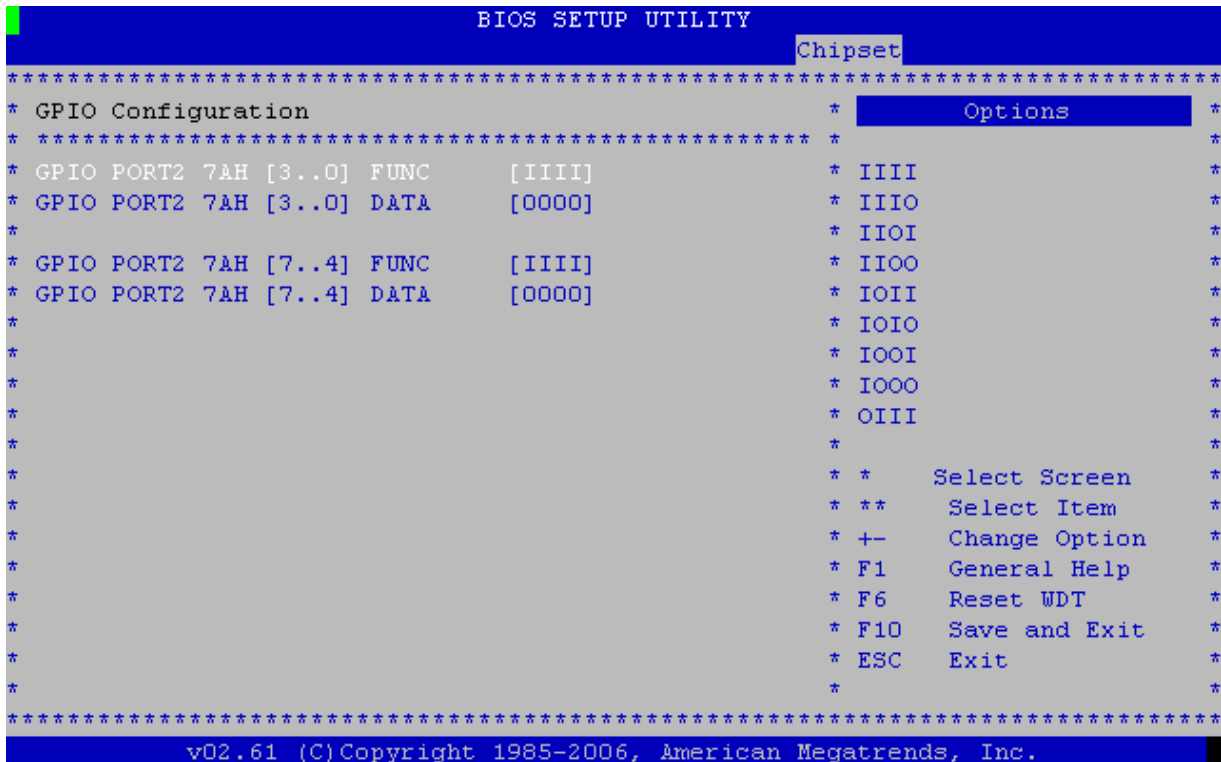 BIOS SETUP UTILITY
Chipset
********************************************************************************
* GPIO Configuration * Options *
* *************************************************** * *
* GPIO PORT2 7AH [3..0] FUNC [IIII] * IIII *
* GPIO PORT2 7AH [3..0] DATA [0000] * IIIO *
* * IIOI *
* GPIO PORT2 7AH [7..4] FUNC [IIII] * IIOO *
* GPIO PORT2 7AH [7..4] DATA [0000] * IOII *
* * IOIO *
* * IOOI *
* * IOOO *
* * OIII *
* * *
* * * Select Screen *
* * ** Select Item *
* * +- Change Option *
* * F1 General Help *
* * F6 Reset WDT *
* * F10 Save and Exit *
* * ESC Exit *
* * *
********************************************************************************
v02.61 (C)Copyright 1985-2006, American Megatrends, Inc.